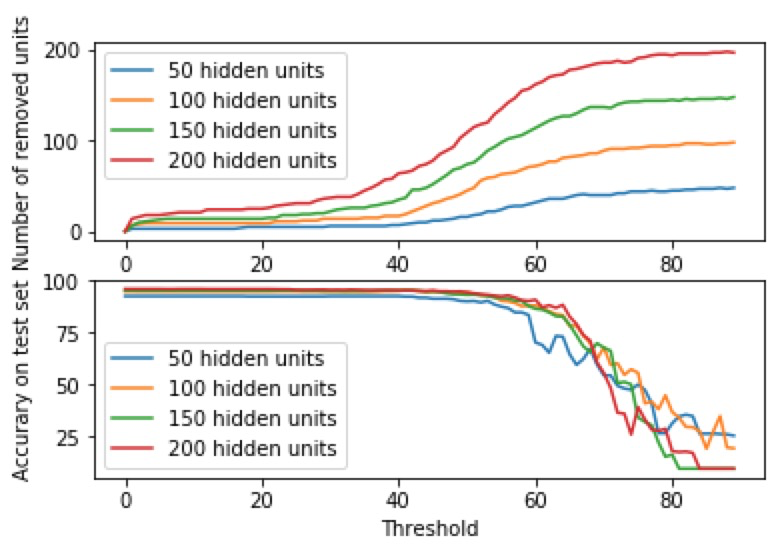 Number of removed units
200
100
0
50 hidden units
100 hidden units
150 hidden units
200 hidden units
0 20 40 60 80
Accurary on test set
100
75
50
25
50 hidden units
100 hidden units
150 hidden units
200 hidden units
0 20 40 60 80
Threshold